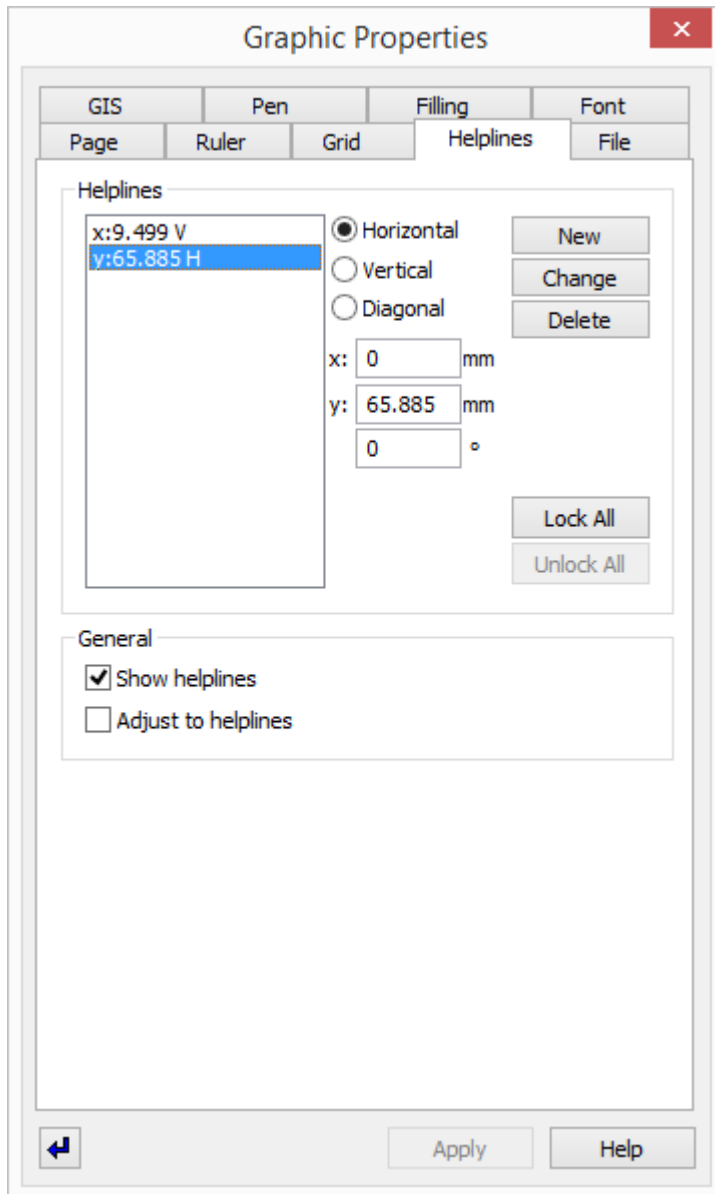 Graphic Properties
GIS Pen Filling Font
Page Ruler Grid Helplines File
Helplines
x:9.499 V
y:65.885 H
Horizontal
Vertical
Diagonal
New
Change
Delete
x: 0 mm
y: 65.885 mm
0 °
Lock All
Unlock All
General
Show helplines
Adjust to helplines
Apply Help